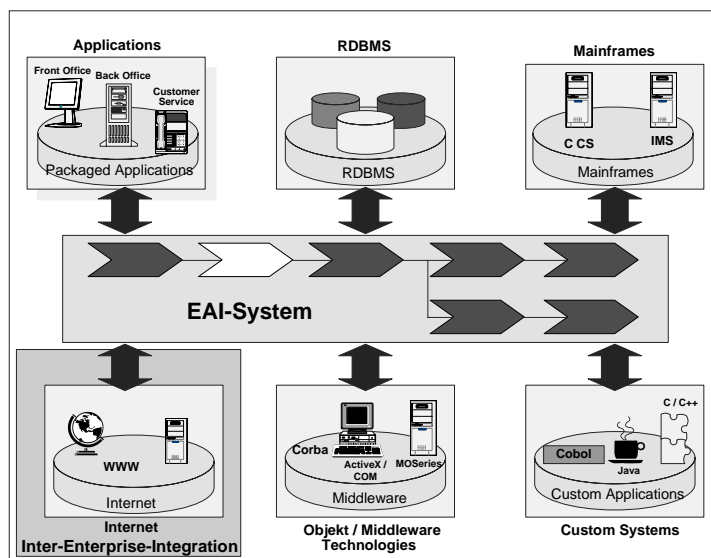 Applications
Front Office
Back Office
Customer
Service
Packaged Applications
RDBMS
RDBMS
Mainframes
C CS
IMS
Mainframes
EAI-System
WWW
Internet
Internet
Inter-Enterprise-Integration
Corba
ActiveX /
COM
MOSeries
Middleware
Objekt / Middleware
Technologies
C / C++
Cobol
Java
Custom Applications
Custom Systems